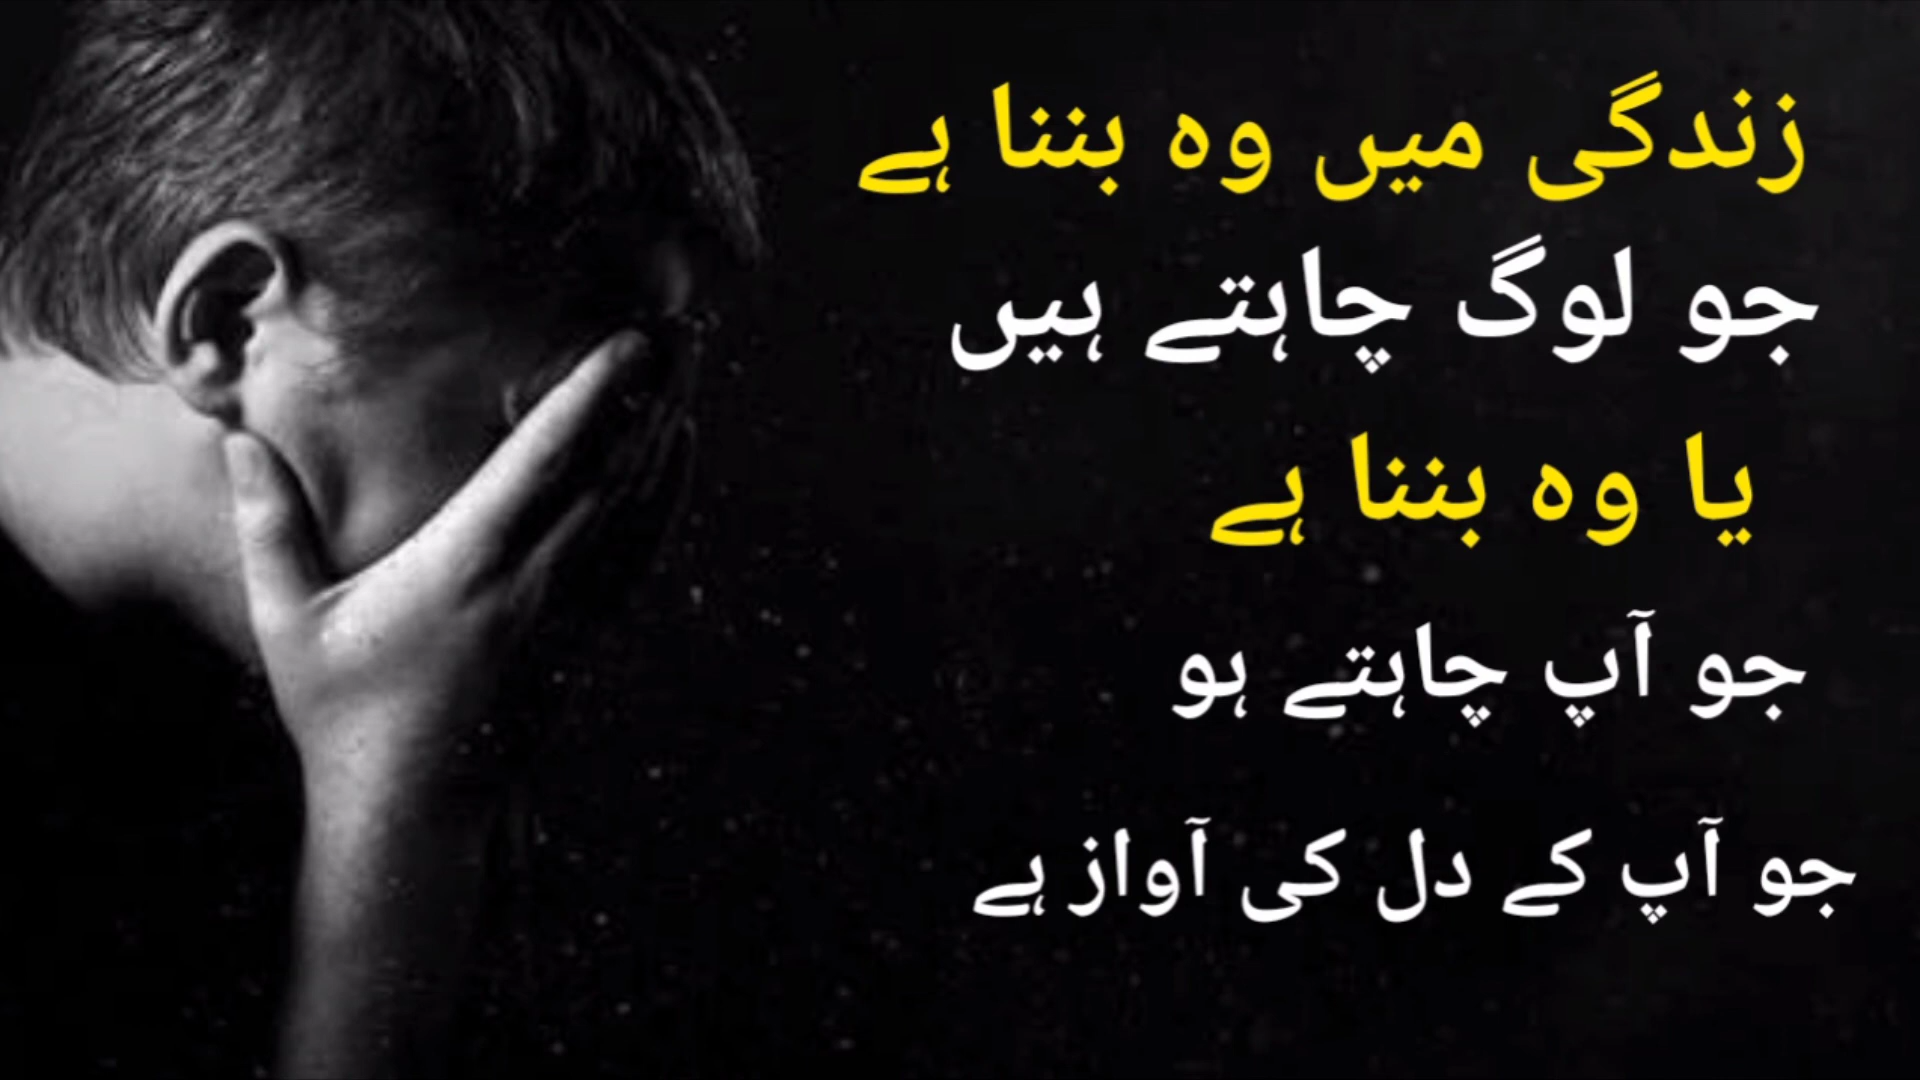 زندگی میں وہ بننا ہے
جو لوگ چاہتے ہیں
یا وہ بننا ہے
جو آپ چاہتے ہو
جو آپ کے دل کی آواز ہے